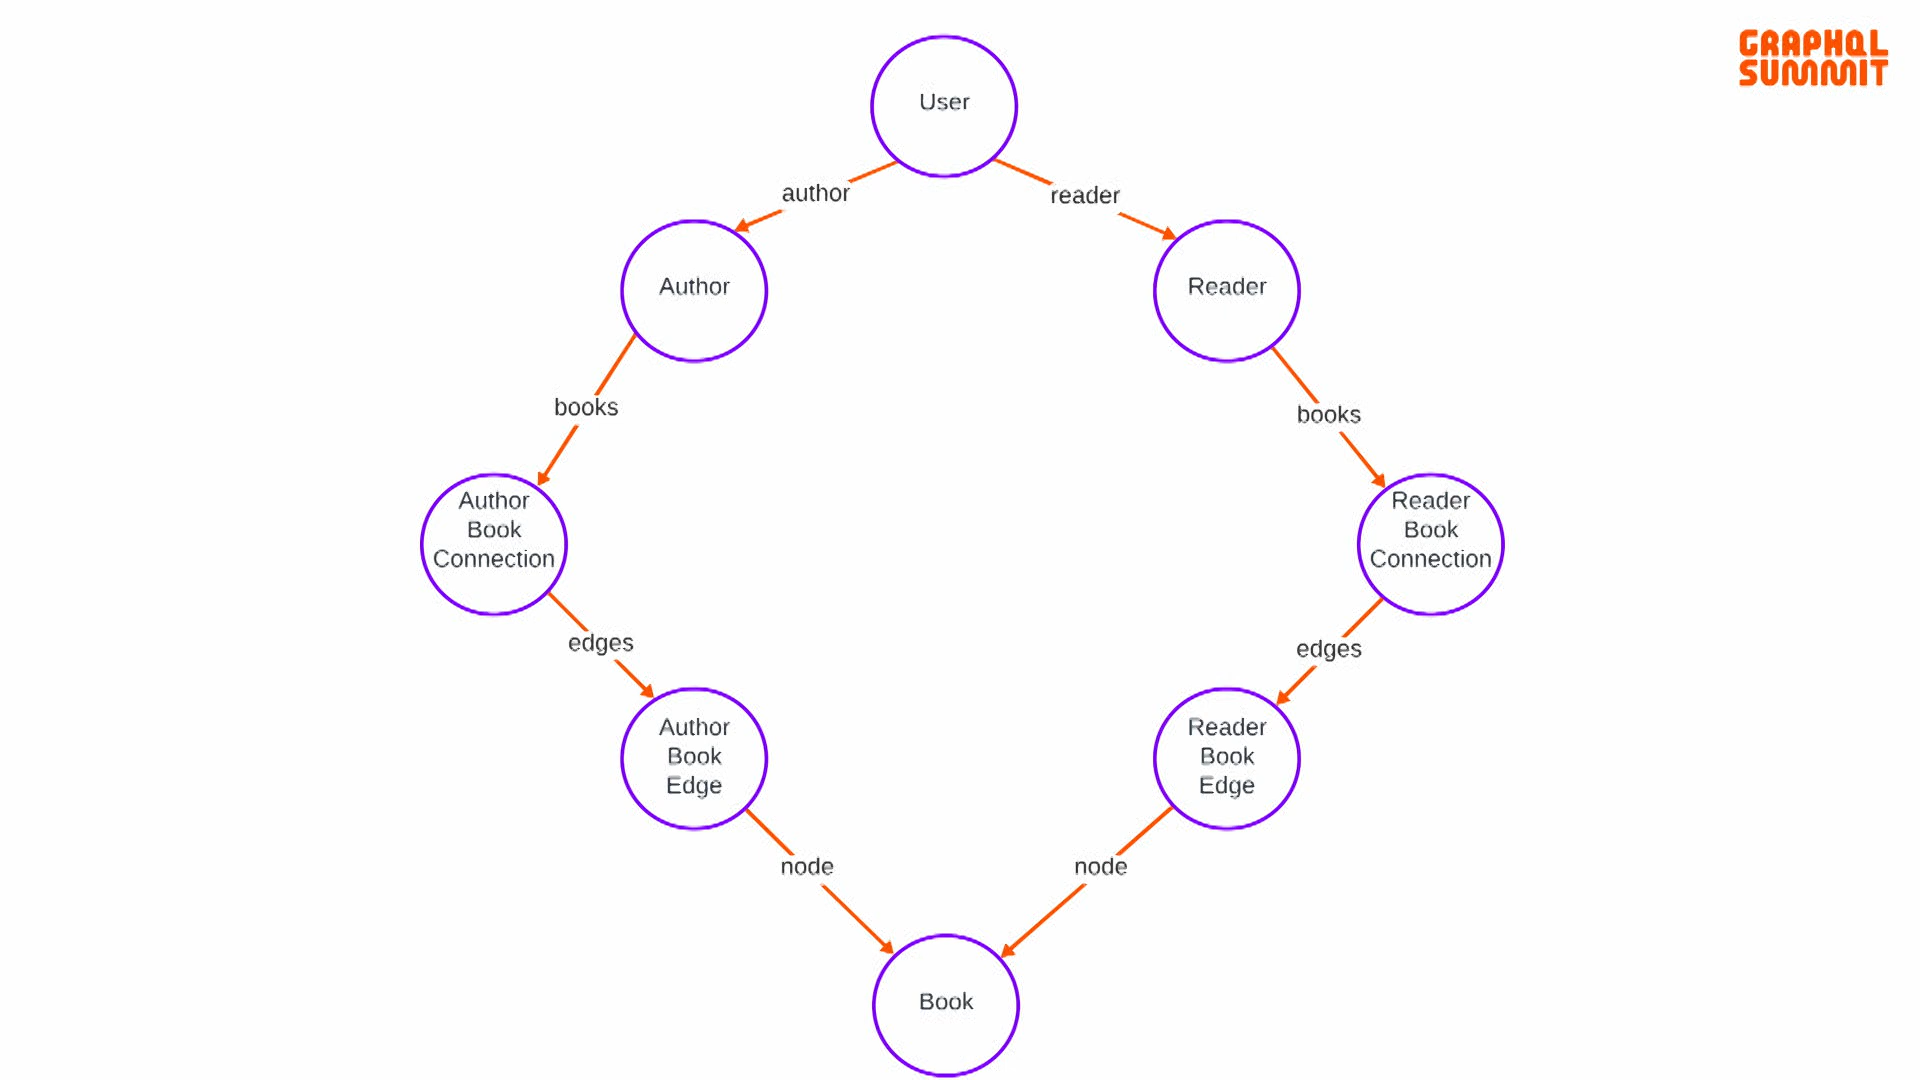 GRAPHQL
SUMMIT
User
author
reader
Author
Reader
books
books
Author
Book
Connection
Reader
Book
Connection
edges
edges
Author
Book
Edge
Reader
Book
Edge
node
node
Book